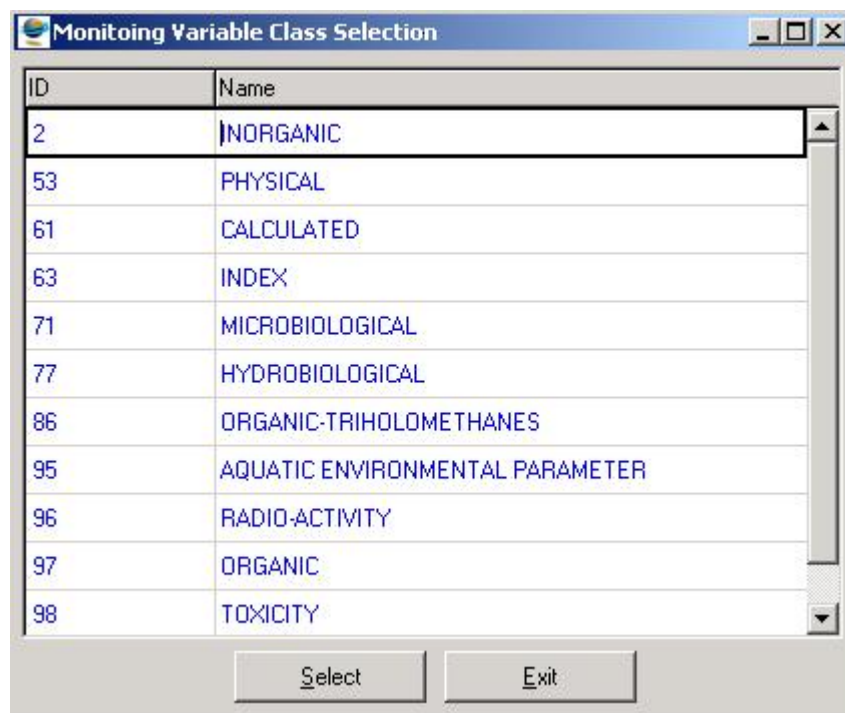 Monitoing Variable Class Selection
ID Name
2 INORGANIC
53 PHYSICAL
61 CALCULATED
63 INDEX
71 MICROBIOLOGICAL
77 HYDROBIOLOGICAL
86 ORGANIC-TRIHOLOMETHANES
95 AQUATIC ENVIRONMENTAL PARAMETER
96 RADIO-ACTIVITY
97 ORGANIC
98 TOXICITY
Select Exit